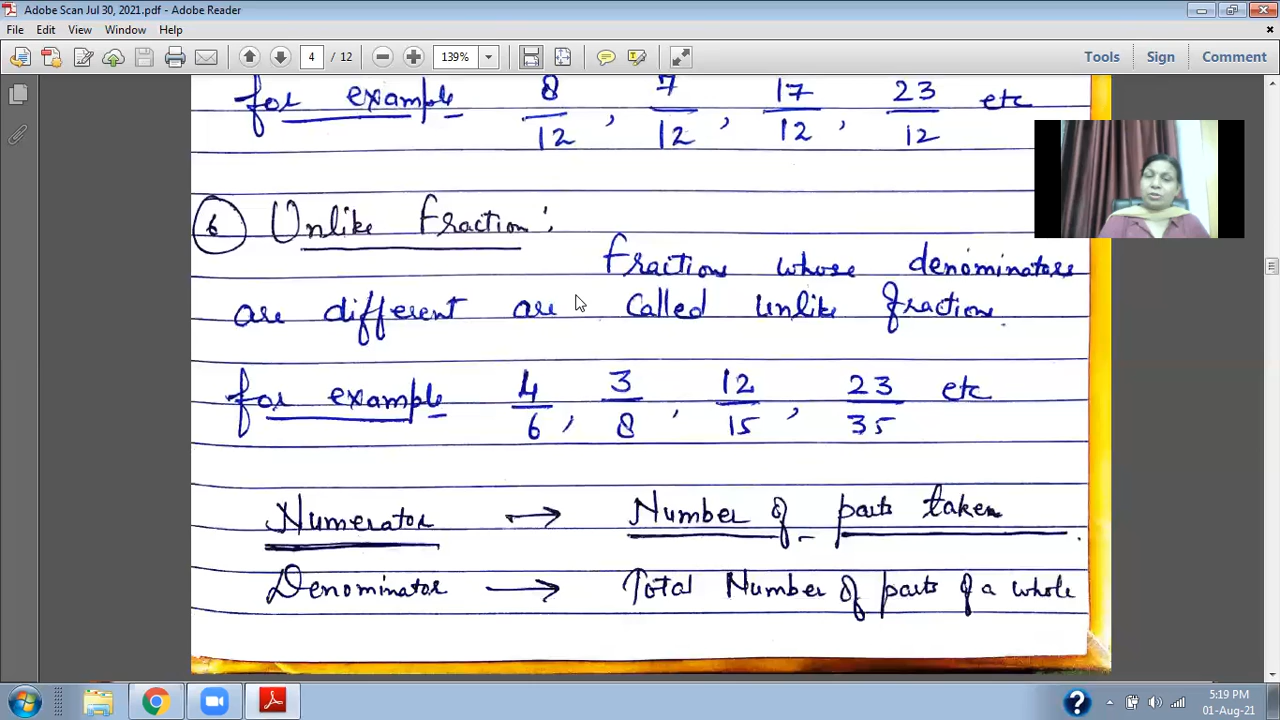 Adobe Scan Jul 30, 2021.pdf - Adobe Reader
File Edit View Window Help
4 / 12 139% Tools Sign Comment
for example 8/12, 7/12, 17/12, 23/12 etc
6 Unlike Fraction:
Fractions whose denominators
are different are called unlike fractions.
for example 4/6, 3/8, 12/15, 23/35 etc
Numerator → Number of parts taken.
Denominator → Total Number of parts of a whole
5:19 PM
01-Aug-21